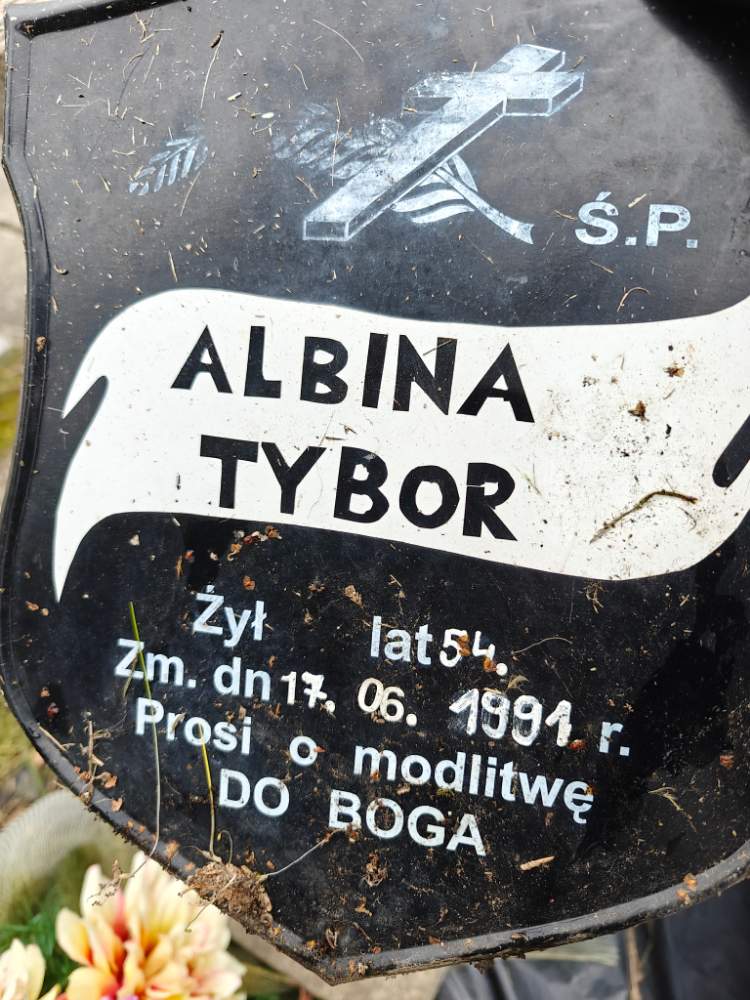 Ś.P.
ALBINA
TYBOR
Żył lat 54.
Zm. dn 17. 06. 1991 r.
Prosi o modlitwę
DO BOGA